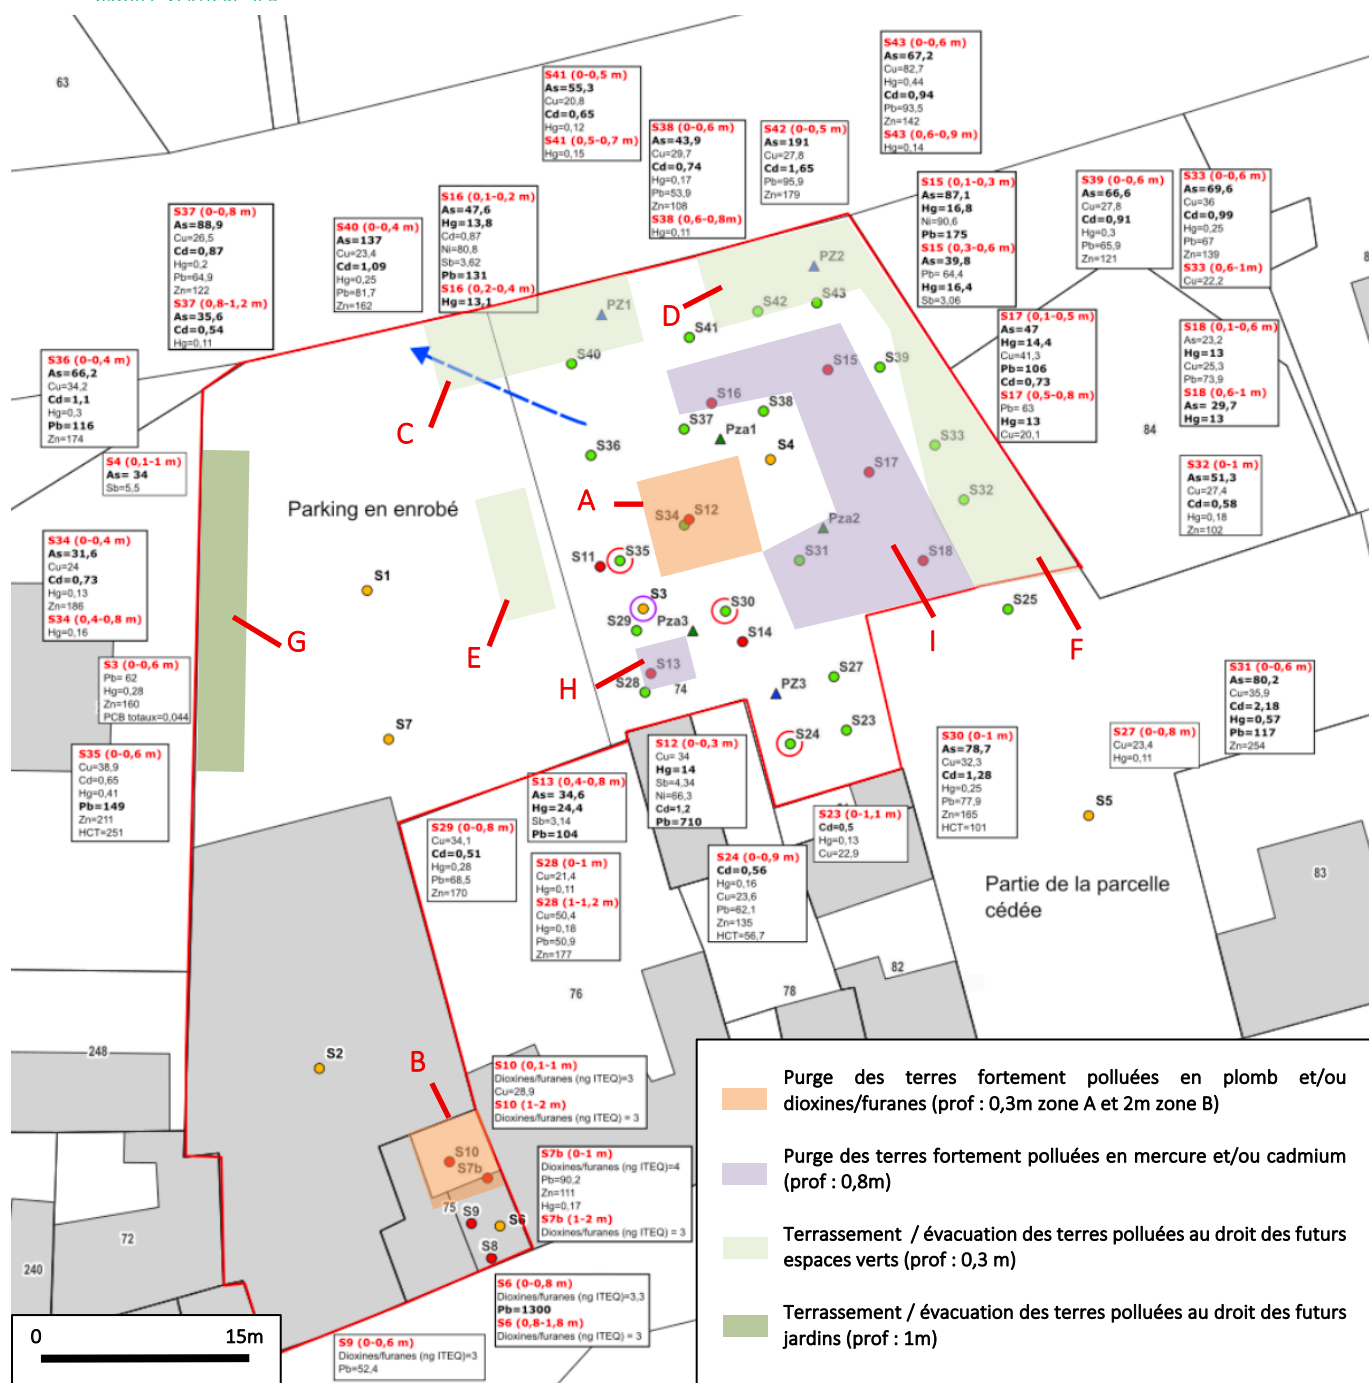 63
S43 (0-0,6 m)
As=67,2
Cu=82,7
Hg=0,44
Cd=0,94
Pb=93,5
Zn=142
S43 (0,6-0,9 m)
Hg=0,14
S41 (0-0,5 m)
As=55,3
Cu=20,8
Cd=0,65
Hg=0,12
S41 (0,5-0,7 m)
Hg=0,15
S38 (0-0,6 m)
As=43,9
Cu=29,7
Cd=0,74
Hg=0,17
Pb=53,9
Zn=108
S38 (0,6-0,8m)
Hg=0,11
S42 (0-0,5 m)
As=191
Cu=27,8
Cd=1,65
Pb=95,9
Zn=179
S15 (0,1-0,3 m)
As=87,1
Hg=16,8
Ni=90,6
Pb=175
S15 (0,3-0,6 m)
As=39,8
Pb= 64,4
Hg=16,4
Sb=3,06
S39 (0-0,6 m)
As=66,6
Cu=27,8
Cd=0,91
Hg=0,3
Pb=65,9
Zn=121
S33 (0-0,6 m)
As=69,6
Cu=36
Cd=0,99
Hg=0,25
Pb=67
Zn=139
S33 (0,6-1m)
Cu=22,2
S37 (0-0,8 m)
As=88,9
Cu=26,5
Cd=0,87
Hg=0,2
Pb=64,9
Zn=122
S37 (0,8-1,2 m)
As=35,6
Cd=0,54
Hg=0,11
S40 (0-0,4 m)
As=137
Cu=23,4
Cd=1,09
Hg=0,25
Pb=81,7
Zn=162
S16 (0,1-0,2 m)
As=47,6
Hg=13,8
Cd=0,87
Ni=80,8
Sb=3,62
Pb=131
S16 (0,2-0,4 m)
Hg=13,1
S17 (0,1-0,5 m)
As=47
Hg=14,4
Cu=41,3
Pb=106
Cd=0,73
S17 (0,5-0,8 m)
Pb= 63
Hg=13
Cu=20,1
S18 (0,1-0,6 m)
As=23,2
Hg=13
Cu=25,3
Pb=73,9
S18 (0,6-1 m)
As= 29,7
Hg=13
S36 (0-0,4 m)
As=66,2
Cu=34,2
Cd=1,1
Hg=0,3
Pb=116
Zn=174
S4 (0,1-1 m)
As= 34
Sb=5,5
S32 (0-1 m)
As=51,3
Cu=27,4
Cd=0,58
Hg=0,18
Zn=102
84
S34 (0-0,4 m)
As=31,6
Cu=24
Cd=0,73
Hg=0,13
Zn=186
S34 (0,4-0,8 m)
Hg=0,16
S3 (0-0,6 m)
Pb= 62
Hg=0,28
Zn=160
PCB totaux=0,044
S35 (0-0,6 m)
Cu=38,9
Cd=0,65
Hg=0,41
Pb=149
Zn=211
HCT=251
PZ2
PZ1
S42
S43
D
S41
S40
S15
S39
C
S16
S38
S37
Pza1
S36
S4
S33
S17
A
S32
Parking en enrobé
S34
S12
Pza2
S11
S35
S31
S18
S1
S3
S30
S25
E
S29
Pza3
S14
G
I
F
H
S13
S28
74
S27
PZ3
S7
S24
S23
S31 (0-0,6 m)
As=80,2
Cu=35,9
Cd=2,18
Hg=0,57
Pb=117
Zn=254
S27 (0-0,8 m)
Cu=23,4
Hg=0,11
S30 (0-1 m)
As=78,7
Cu=32,3
Cd=1,28
Hg=0,25
Pb=77,9
Zn=165
HCT=101
S12 (0-0,3 m)
Cu= 34
Hg=14
Sb=4,34
Ni=66,3
Cd=1,2
Pb=710
S13 (0,4-0,8 m)
As= 34,6
Hg=24,4
Sb=3,14
Pb=104
S23 (0-1,1 m)
Cd=0,5
Hg=0,13
Cu=22,9
S5
S29 (0-0,8 m)
Cu=34,1
Cd=0,51
Hg=0,28
Pb=68,5
Zn=170
S24 (0-0,9 m)
Cd=0,56
Hg=0,16
Cu=23,6
Pb=62,1
Zn=135
HCT=56,7
S28 (0-1 m)
Cu=21,4
Hg=0,11
S28 (1-1,2 m)
Cu=50,4
Hg=0,18
Pb=50,9
Zn=177
Partie de la parcelle
cédée
83
82
76
78
248
S2
B
S10 (0,1-1 m)
Dioxines/furanes (ng ITEQ)=3
Cu=28,9
S10 (1-2 m)
Dioxines/furanes (ng ITEQ) = 3
S10
S7b
S7b (0-1 m)
Dioxines/furanes (ng ITEQ)=4
Pb=90,2
Zn=111
Hg=0,17
S7b (1-2 m)
Dioxines/furanes (ng ITEQ) = 3
75
S9
S6
S8
72
240
S6 (0-0,8 m)
Dioxines/furanes (ng ITEQ)=3,3
Pb=1300
S6 (0,8-1,8 m)
Dioxines/furanes (ng ITEQ) = 3
S9 (0-0,6 m)
Dioxines/furanes (ng ITEQ)=3
Pb=52,4
0 15m
Purge des terres fortement polluées en plomb et/ou
dioxines/furanes (prof : 0,3m zone A et 2m zone B)
Purge des terres fortement polluées en mercure et/ou cadmium
(prof : 0,8m)
Terrassement / évacuation des terres polluées au droit des futurs
espaces verts (prof : 0,3 m)
Terrassement / évacuation des terres polluées au droit des futurs
jardins (prof : 1m)